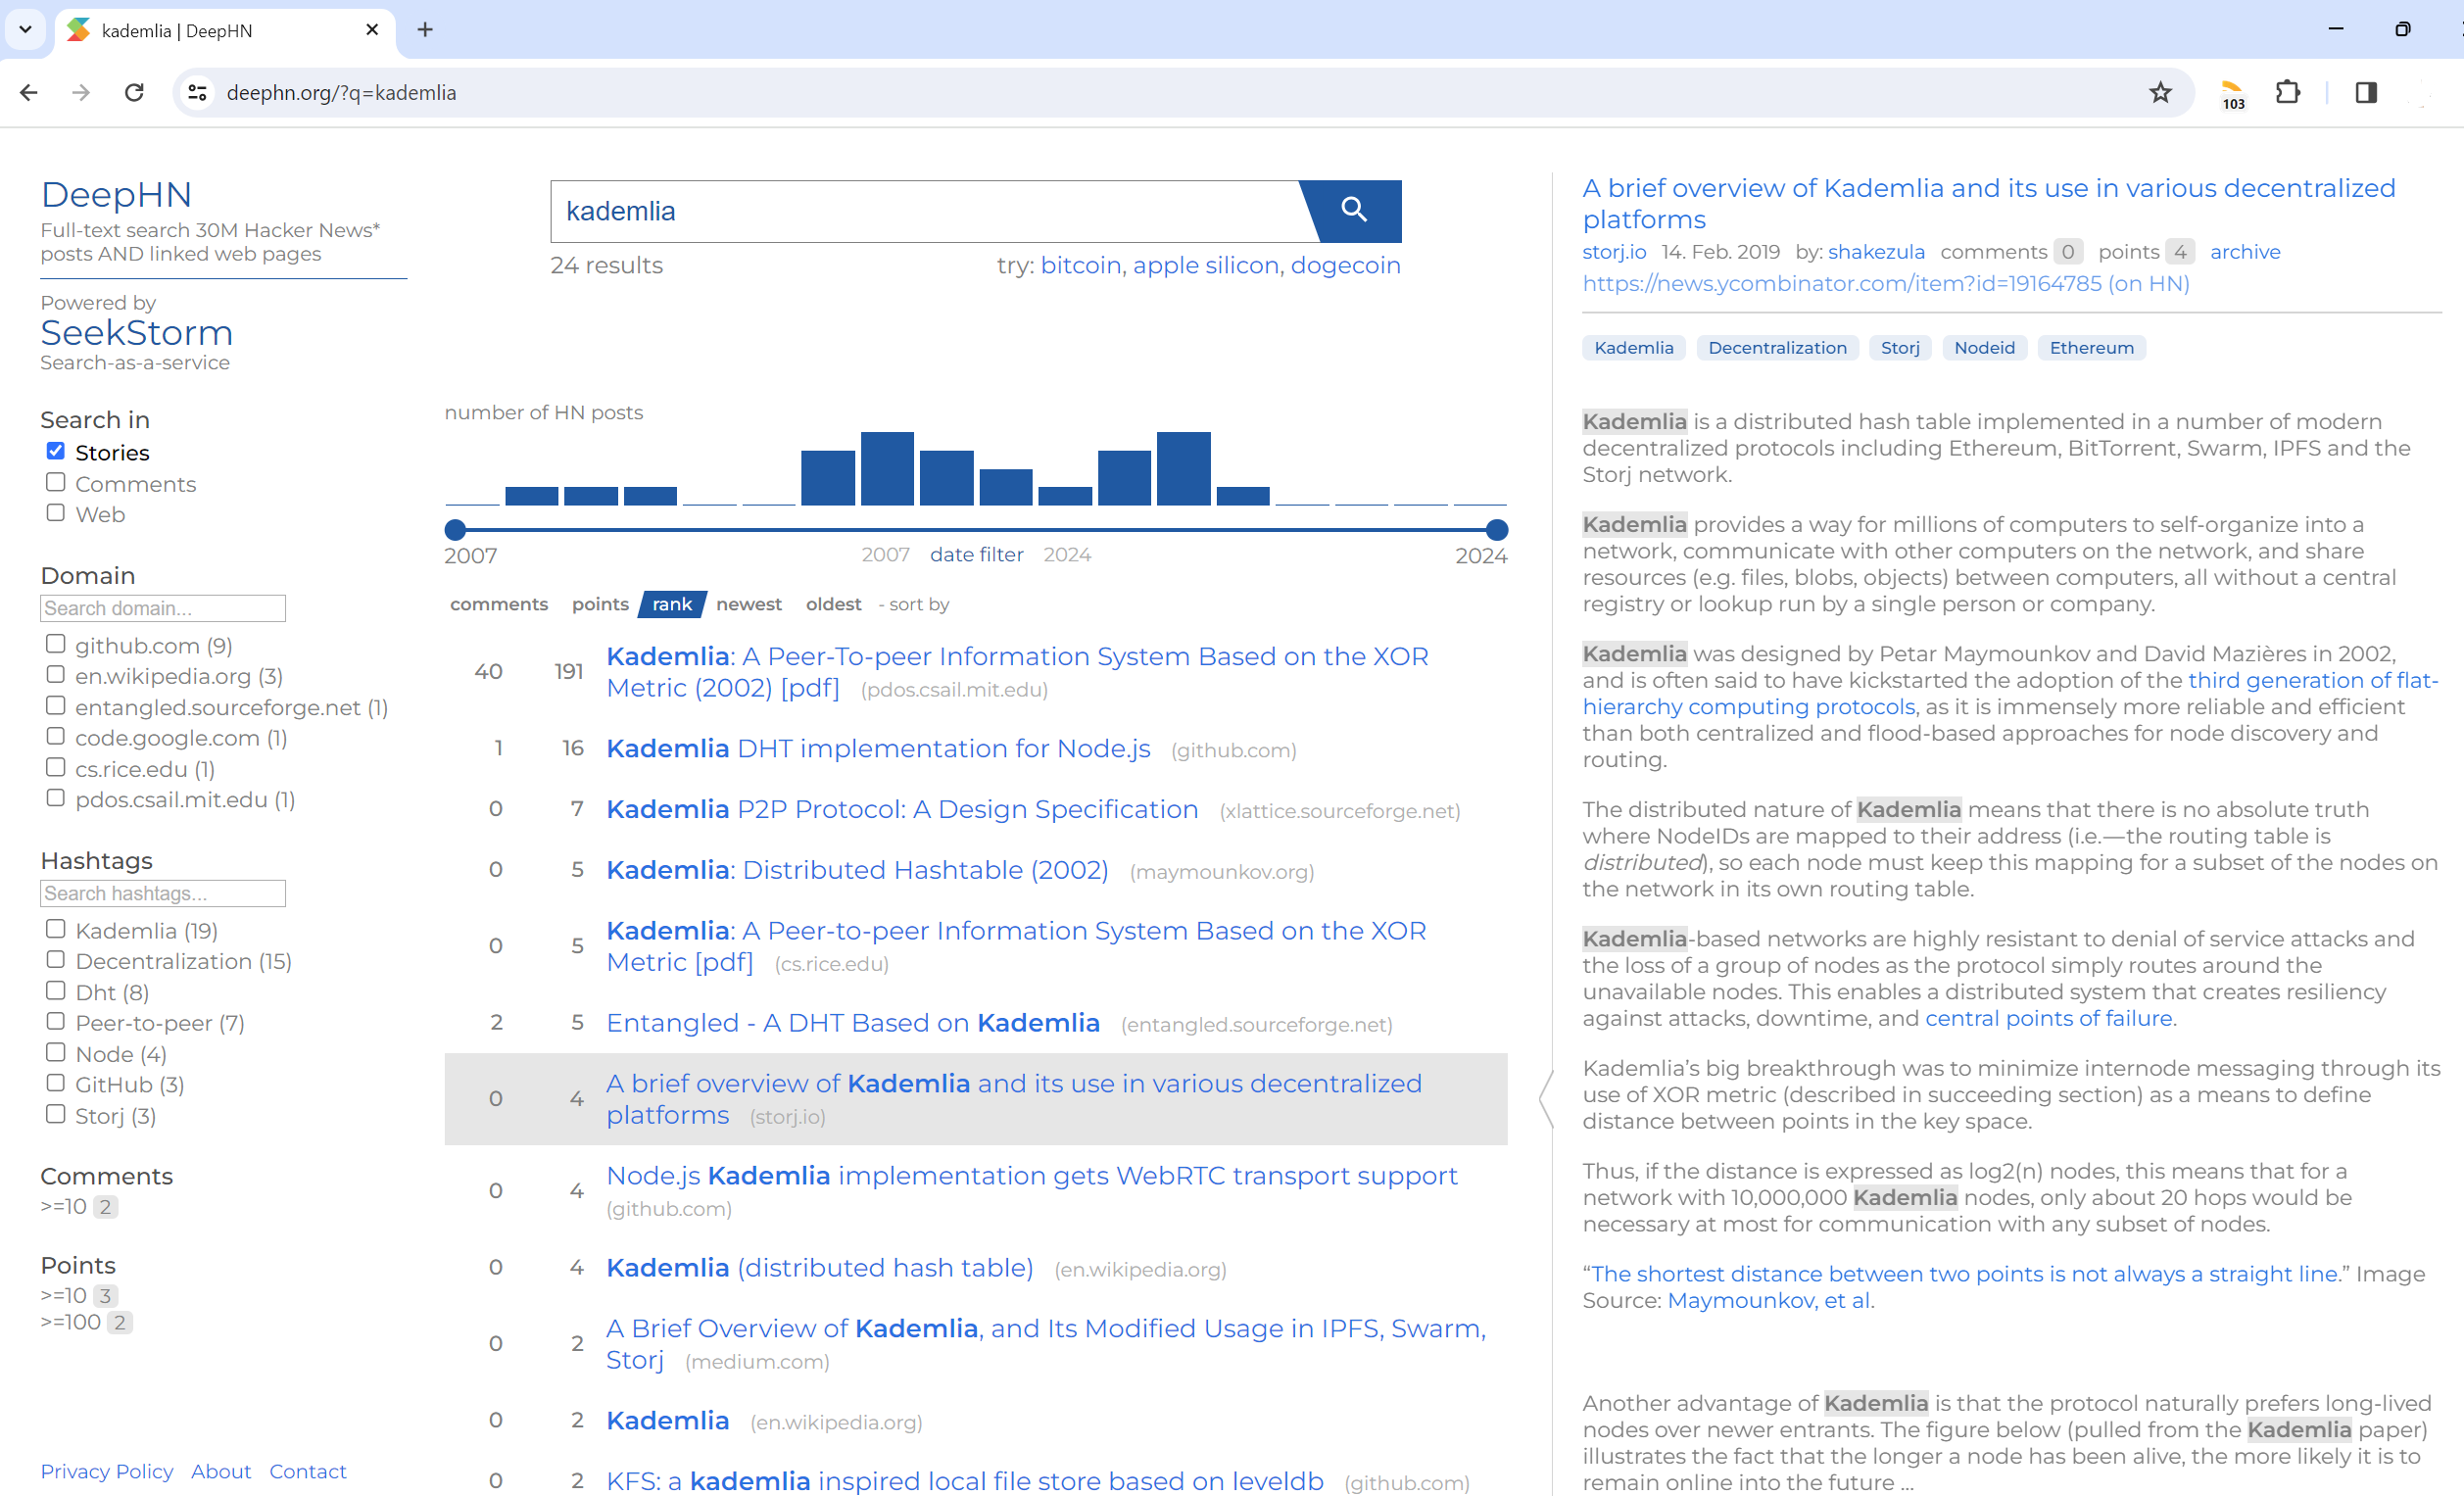 kademlia | DeepHN
deephn.org/?q=kademlia
103
DeepHN
Full-text search 30M Hacker News*
posts AND linked web pages
Powered by
SeekStorm
Search-as-a-service
Search in
Stories
Comments
Web
Domain
Search domain...
github.com (9)
en.wikipedia.org (3)
entangled.sourceforge.net (1)
code.google.com (1)
cs.rice.edu (1)
pdos.csail.mit.edu (1)
Hashtags
Search hashtags...
Kademlia (19)
Decentralization (15)
Dht (8)
Peer-to-peer (7)
Node (4)
GitHub (3)
Storj (3)
Comments
>=10 2
Points
>=10 3
>=100 2
Privacy Policy About Contact
kademlia
24 results try: bitcoin, apple silicon, dogecoin
number of HN posts
2007 2007 date filter 2024 2024
comments points rank newest oldest - sort by
40 191 Kademlia: A Peer-To-peer Information System Based on the XOR
Metric (2002) [pdf] (pdos.csail.mit.edu)
1 16 Kademlia DHT implementation for Node.js (github.com)
0 7 Kademlia P2P Protocol: A Design Specification (xlattice.sourceforge.net)
0 5 Kademlia: Distributed Hashtable (2002) (maymounkov.org)
0 5 Kademlia: A Peer-to-peer Information System Based on the XOR
Metric [pdf] (cs.rice.edu)
2 5 Entangled - A DHT Based on Kademlia (entangled.sourceforge.net)
0 4 A brief overview of Kademlia and its use in various decentralized
platforms (storj.io)
0 4 Node.js Kademlia implementation gets WebRTC transport support
(github.com)
0 4 Kademlia (distributed hash table) (en.wikipedia.org)
0 2 A Brief Overview of Kademlia, and Its Modified Usage in IPFS, Swarm,
Storj (medium.com)
0 2 Kademlia (en.wikipedia.org)
0 2 KFS: a kademlia inspired local file store based on leveldb (github.com)
A brief overview of Kademlia and its use in various decentralized
platforms
storj.io 14. Feb. 2019 by: shakezula comments 0 points 4 archive
https://news.ycombinator.com/item?id=19164785 (on HN)
Kademlia Decentralization Storj Nodeid Ethereum
Kademlia is a distributed hash table implemented in a number of modern
decentralized protocols including Ethereum, BitTorrent, Swarm, IPFS and the
Storj network.
Kademlia provides a way for millions of computers to self-organize into a
network, communicate with other computers on the network, and share
resources (e.g. files, blobs, objects) between computers, all without a central
registry or lookup run by a single person or company.
Kademlia was designed by Petar Maymounkov and David Mazières in 2002,
and is often said to have kickstarted the adoption of the third generation of flat-
hierarchy computing protocols, as it is immensely more reliable and efficient
than both centralized and flood-based approaches for node discovery and
routing.
The distributed nature of Kademlia means that there is no absolute truth
where NodeIDs are mapped to their address (i.e.—the routing table is
distributed), so each node must keep this mapping for a subset of the nodes on
the network in its own routing table.
Kademlia-based networks are highly resistant to denial of service attacks and
the loss of a group of nodes as the protocol simply routes around the
unavailable nodes. This enables a distributed system that creates resiliency
against attacks, downtime, and central points of failure.
Kademlia’s big breakthrough was to minimize internode messaging through its
use of XOR metric (described in succeeding section) as a means to define
distance between points in the key space.
Thus, if the distance is expressed as log2(n) nodes, this means that for a
network with 10,000,000 Kademlia nodes, only about 20 hops would be
necessary at most for communication with any subset of nodes.
“The shortest distance between two points is not always a straight line.” Image
Source: Maymounkov, et al.
Another advantage of Kademlia is that the protocol naturally prefers long-lived
nodes over newer entrants. The figure below (pulled from the Kademlia paper)
illustrates the fact that the longer a node has been alive, the more likely it is to
remain online into the future ...